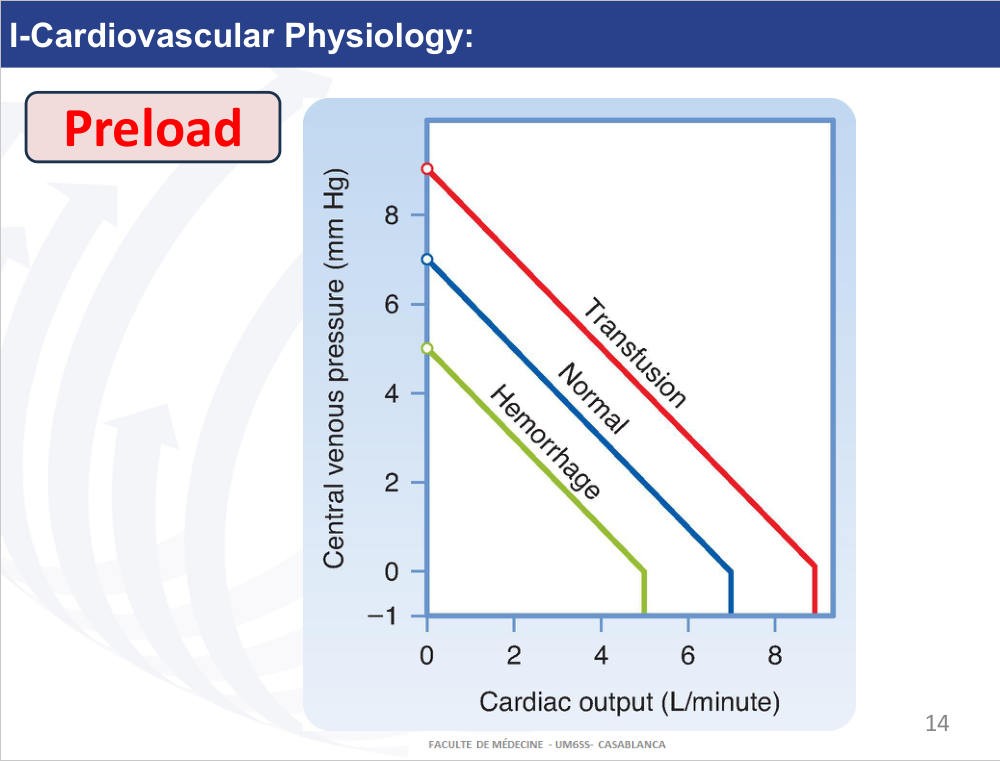 I-Cardiovascular Physiology:
Preload
Central venous pressure (mm Hg)
8
6
4
2
0
–1
Transfusion
Normal
Hemorrhage
0 2 4 6 8
Cardiac output (L/minute)
14
FACULTE DE MÉDECINE - UM6SS- CASABLANCA